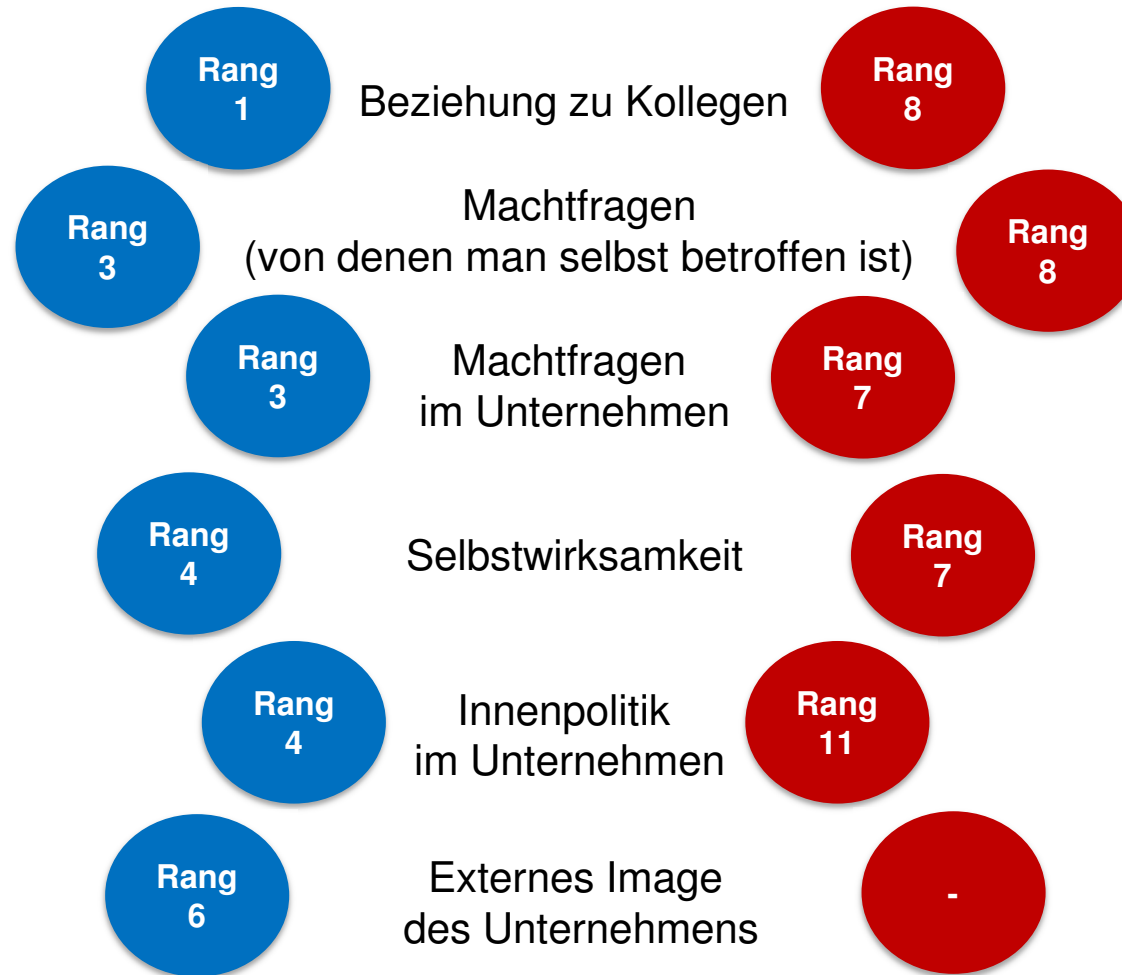 Rang
1
Beziehung zu Kollegen
Rang
8
Rang
3
Machtfragen
(von denen man selbst betroffen ist)
Rang
8
Rang
3
Machtfragen
im Unternehmen
Rang
7
Rang
4
Selbstwirksamkeit
Rang
7
Rang
4
Innenpolitik
im Unternehmen
Rang
11
Rang
6
Externes Image
des Unternehmens
-